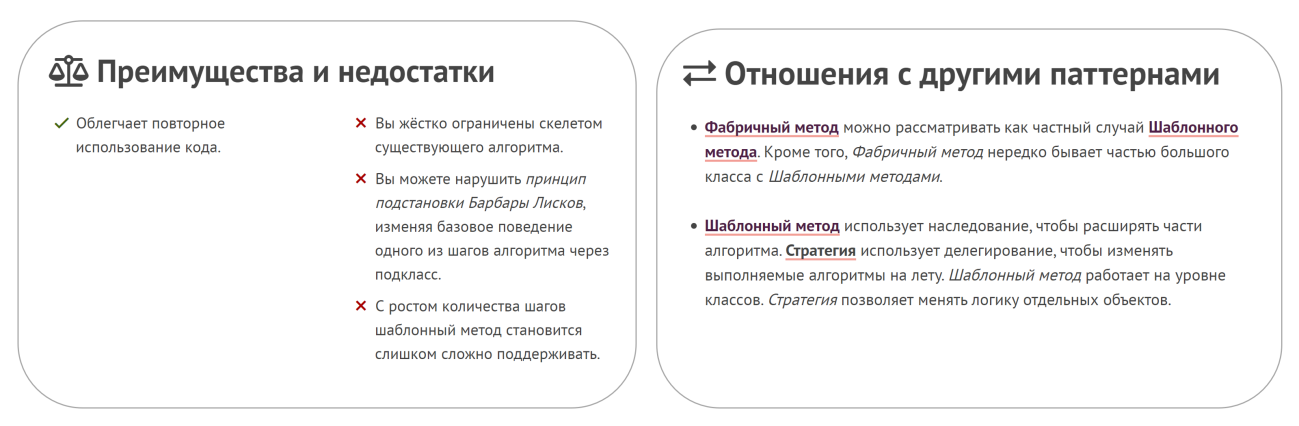 Преимущества и недостатки
Облегчает повторное
использование кода.
Вы жёстко ограничены скелетом
существующего алгоритма.
Вы можете нарушить принцип
подстановки Барбары Лисков,
изменяя базовое поведение
одного из шагов алгоритма через
подкласс.
С ростом количества шагов
шаблонный метод становится
слишком сложно поддерживать.
Отношения с другими паттернами
• Фабричный метод можно рассматривать как частный случай Шаблонного
метода. Кроме того, Фабричный метод нередко бывает частью большого
класса с Шаблонными методами.
• Шаблонный метод использует наследование, чтобы расширять части
алгоритма. Стратегия использует делегирование, чтобы изменять
выполняемые алгоритмы на лету. Шаблонный метод работает на уровне
классов. Стратегия позволяет менять логику отдельных объектов.